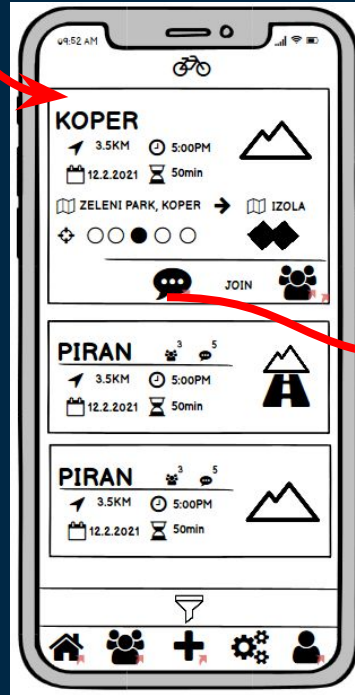 09:52 AM
KOPER
3.5KM 5:00PM
12.2.2021 50min
ZELENI PARK, KOPER IZOLA
JOIN
PIRAN 3 5
3.5KM 5:00PM
12.2.2021 50min
PIRAN 3 5
3.5KM 5:00PM
12.2.2021 50min